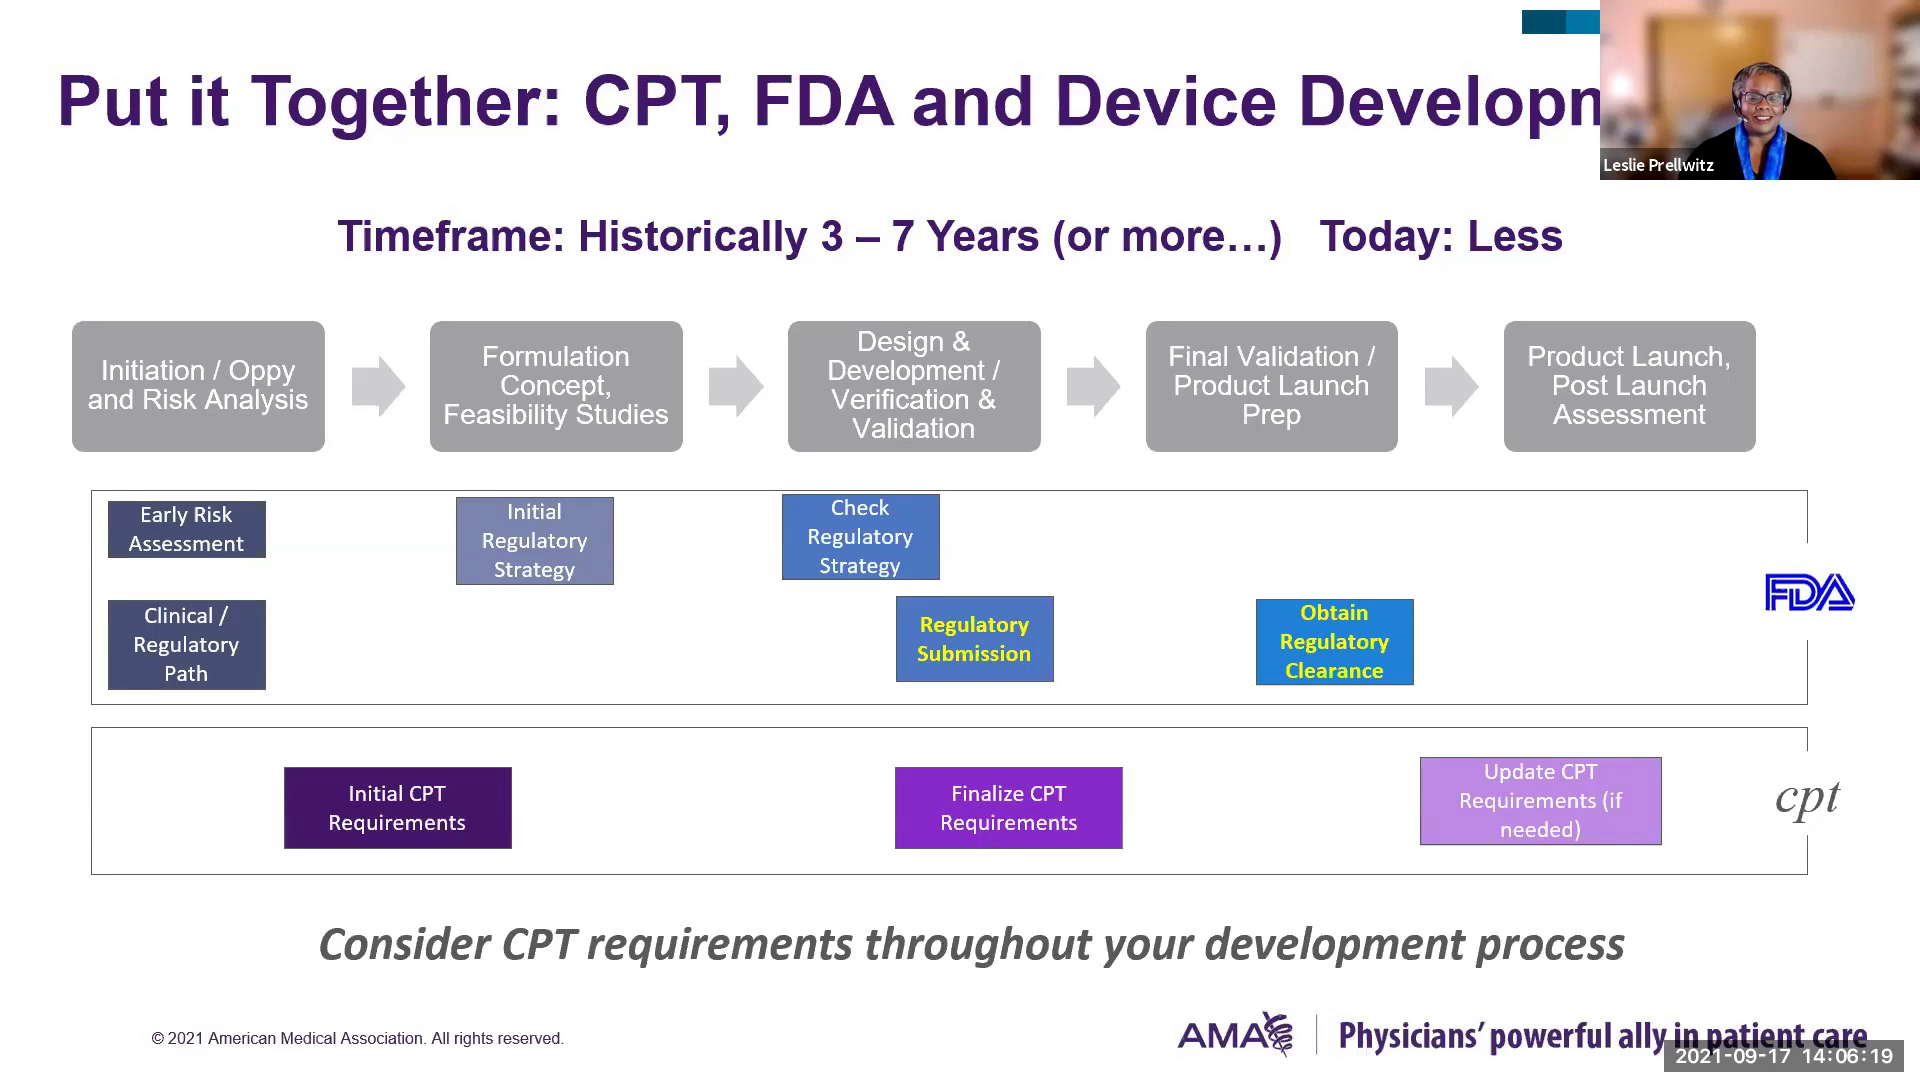 Put it Together: CPT, FDA and Device Developm
Leslie Prellwitz
Timeframe: Historically 3 – 7 Years (or more…) Today: Less
Initiation / Oppy
and Risk Analysis
Formulation
Concept,
Feasibility Studies
Design &
Development /
Verification &
Validation
Final Validation /
Product Launch
Prep
Product Launch,
Post Launch
Assessment
Early Risk
Assessment
Initial
Regulatory
Strategy
Check
Regulatory
Strategy
Clinical /
Regulatory
Path
Regulatory
Submission
Obtain
Regulatory
Clearance
FDA
Initial CPT
Requirements
Finalize CPT
Requirements
Update CPT
Requirements (if
needed)
cpt
Consider CPT requirements throughout your development process
© 2021 American Medical Association. All rights reserved.
AMA
Physicians’ powerful ally in patient care
2021-09-17 14:06:19